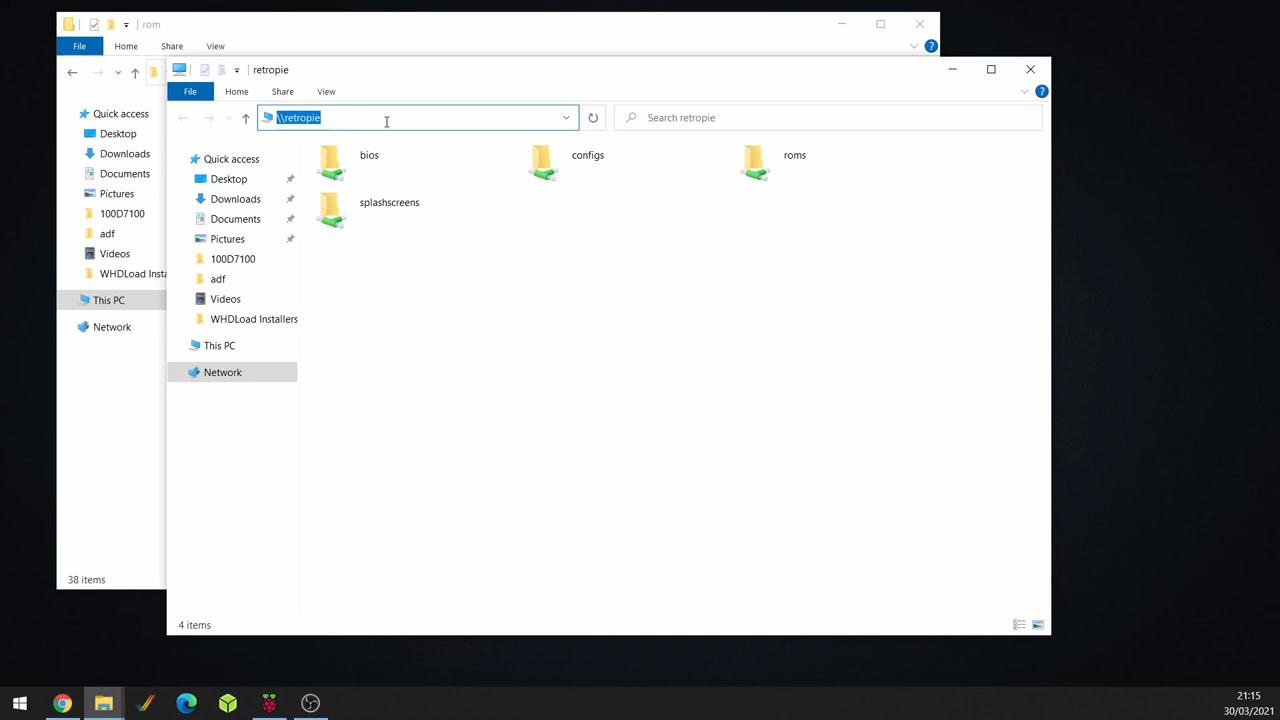 rom
File Home Share View
retropie
File Home Share View
\\retropie
Search retropie
Quick access
Desktop
Downloads
Documents
Pictures
100D7100
adf
Videos
WHDLoad Insta
This PC
Network
38 items
Quick access
Desktop
Downloads
Documents
Pictures
100D7100
adf
Videos
WHDLoad Installers
This PC
Network
bios configs roms
splashscreens
4 items
21:15
30/03/2021